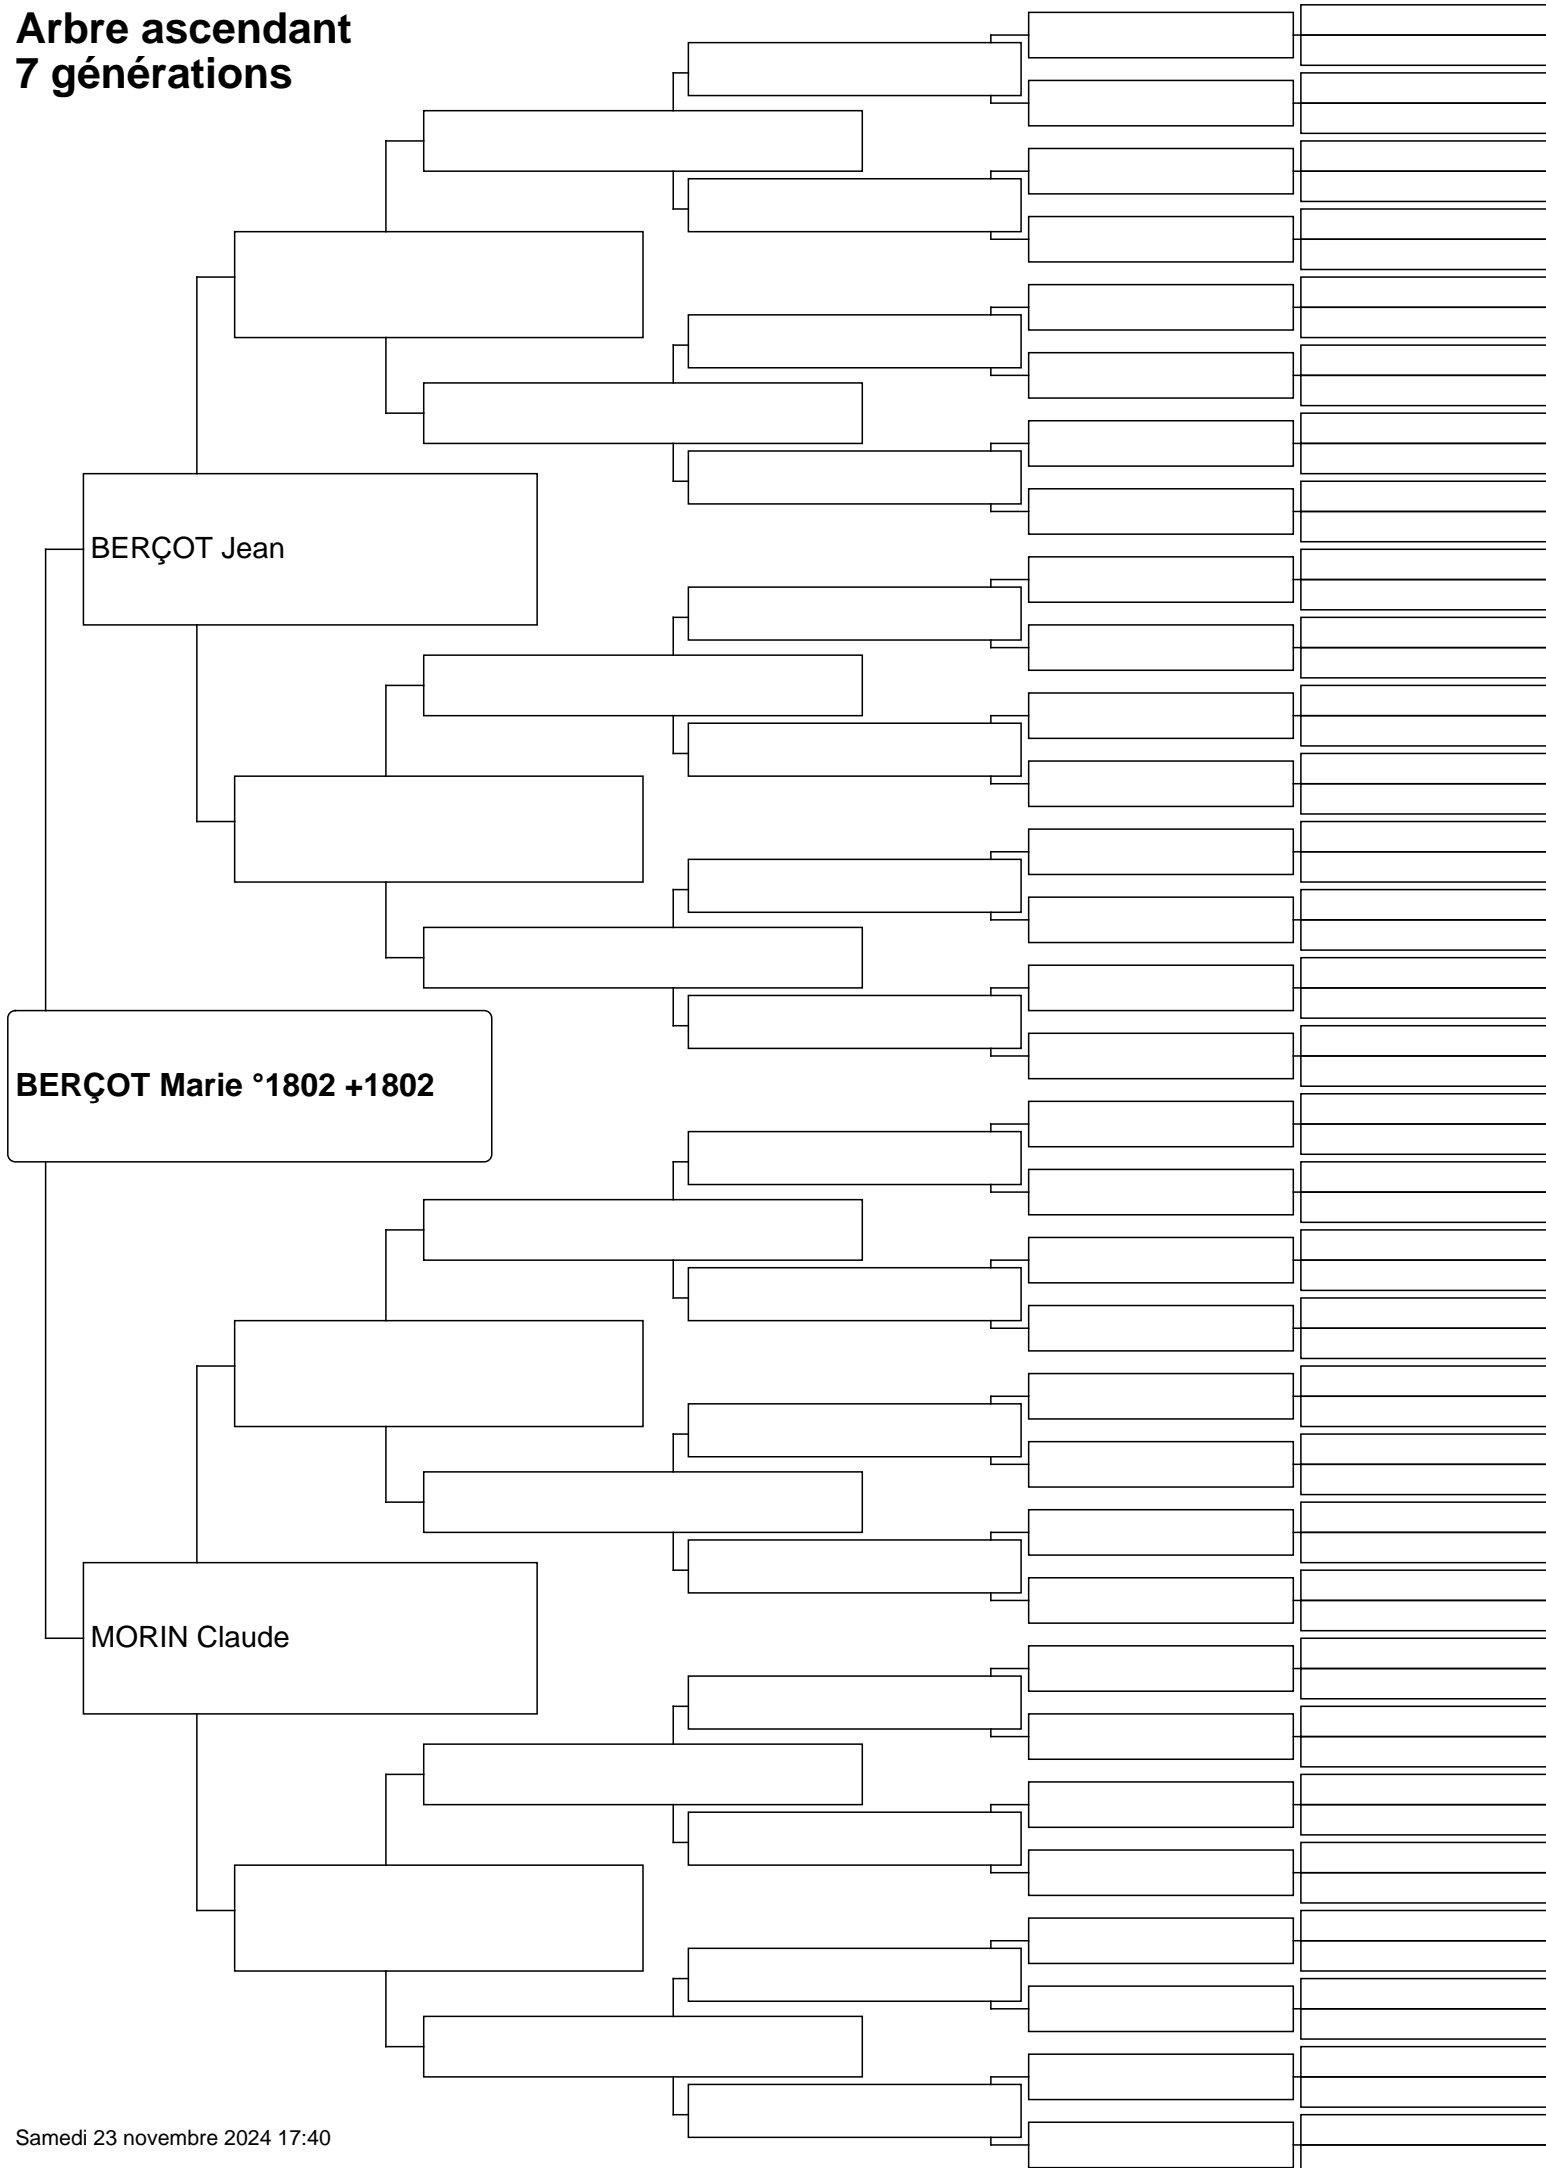 Arbre ascendant
7 générations
BERÇOT Jean
BERÇOT Marie °1802 +1802
MORIN Claude
Samedi 23 novembre 2024 17:40